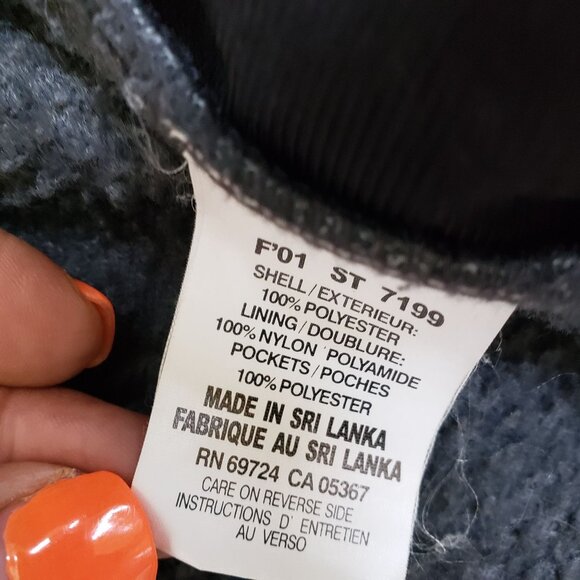 F'01 ST 7199
SHELL/EXTERIEUR:
100% POLYESTER
LINING/DOUBLURE:
100% NYLON POLYAMIDE
POCKETS/POCHES
100% POLYESTER
MADE IN SRI LANKA
FABRIQUE AU SRI LANKA
RN 69724 CA 05367
CARE ON REVERSE SIDE
INSTRUCTIONS D' ENTRETIEN
AU VERSO